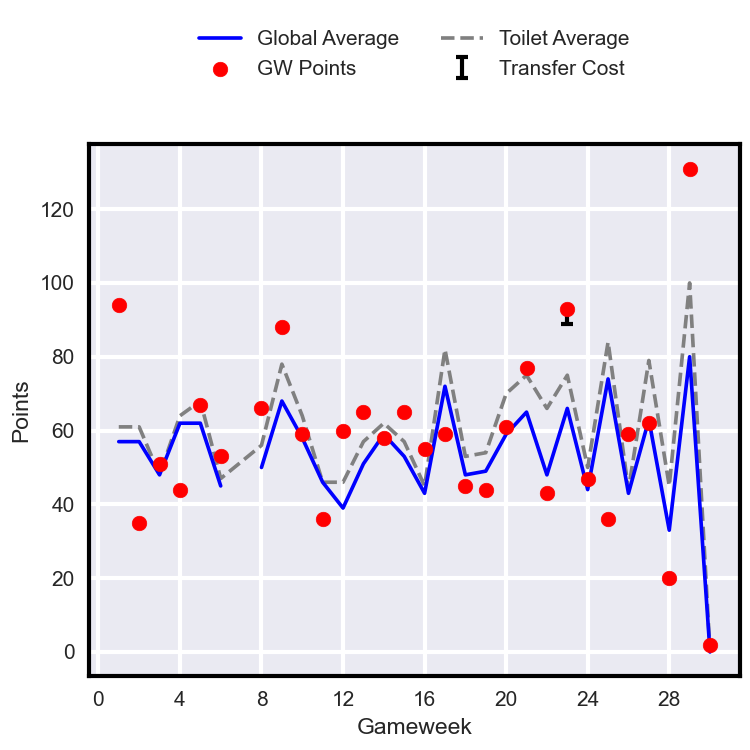 Global Average
Toilet Average
GW Points
Transfer Cost
Points
120
100
80
60
40
20
0
0 4 8 12 16 20 24 28
Gameweek